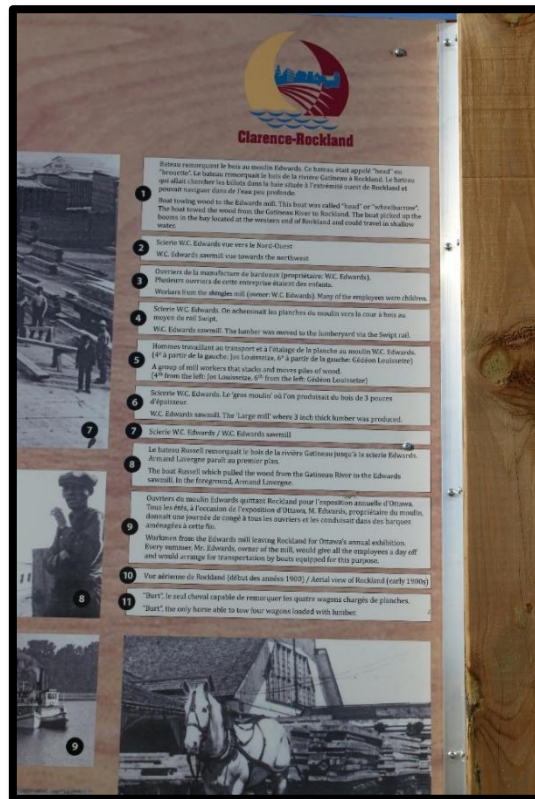 Clarence-Rockland
1
Bateau remorquant le bois au moulin Edwards. Ce bateau était appelé "head" ou
"brouette". Le bateau remorquait le bois de la rivière Gatineau à Rockland. Le bateau
qui allait chercher les billots dans la baie située à l'extrémité ouest de Rockland et
pouvait naviguer dans de l'eau peu profonde.
Boat towing wood to the Edwards mill. This boat was called "head" or "wheelbarrow".
The boat towed the wood from the Gatineau River to Rockland. The boat picked up the
booms in the bay located at the western end of Rockland and could travel in shallow
water.
2
Scierie W.C. Edwards vue vers le Nord-Ouest
W.C. Edwards sawmill vue towards the northwest
3
Ouvriers de la manufacture de bardeaux (propriétaire: W.C. Edwards).
Plusieurs ouvriers de cette entreprise étaient des enfants.
Workers from the shingles mill (owner: W.C. Edwards). Many of the employees were children.
4
Scierie W.C. Edwards. On acheminait les planches du moulin vers la cour à bois au
moyen du rail Swipt.
W.C. Edwards sawmill. The lumber was moved to the lumberyard via the Swipt rail.
5
Hommes travaillant au transport et à l'étalage de la planche au moulin W.C. Edwards.
(4e à partir de la gauche: Jos Louisseize, 6e à partir de la gauche: Gédéon Louisseize)
A group of mill workers that stacks and moves piles of wood.
(4th from the left: Jos Louisseize, 6th from the left: Gédéon Louisseize)
6
Scierie W.C. Edwards. Le 'gros moulin' où l'on produisait du bois de 3 pouces
d'épaisseur.
W.C. Edwards sawmill. The 'Large mill' where 3 inch thick lumber was produced.
7
Scierie W.C. Edwards / W.C. Edwards sawmill
8
Le bateau Russell remorquait le bois de la rivière Gatineau jusqu'à la scierie Edwards.
Armand Lavergne paraît au premier plan.
The boat Russell which pulled the wood from the Gatineau River to the Edwards
sawmill. In the foreground, Armand Lavergne.
9
Ouvriers du moulin Edwards quittant Rockland pour l'exposition annuelle d'Ottawa.
Tous les étés, à l'occasion de l'exposition d'Ottawa, M. Edwards, propriétaire du moulin,
donnait une journée de congé à tous les ouvriers et les conduisait dans des barques
aménagées à cette fin.
Workmen from the Edwards mill leaving Rockland for Ottawa's annual exhibition.
Every summer, Mr. Edwards, owner of the mill, would give all the employees a day off
and would arrange for transportation by boats equipped for this purpose.
10
Vue aérienne de Rockland (début des années 1900) / Aerial view of Rockland (early 1900s)
11
"Burt", le seul cheval capable de remorquer les quatre wagons chargés de planches.
"Burt", the only horse able to tow four wagons loaded with lumber.
7
8
9